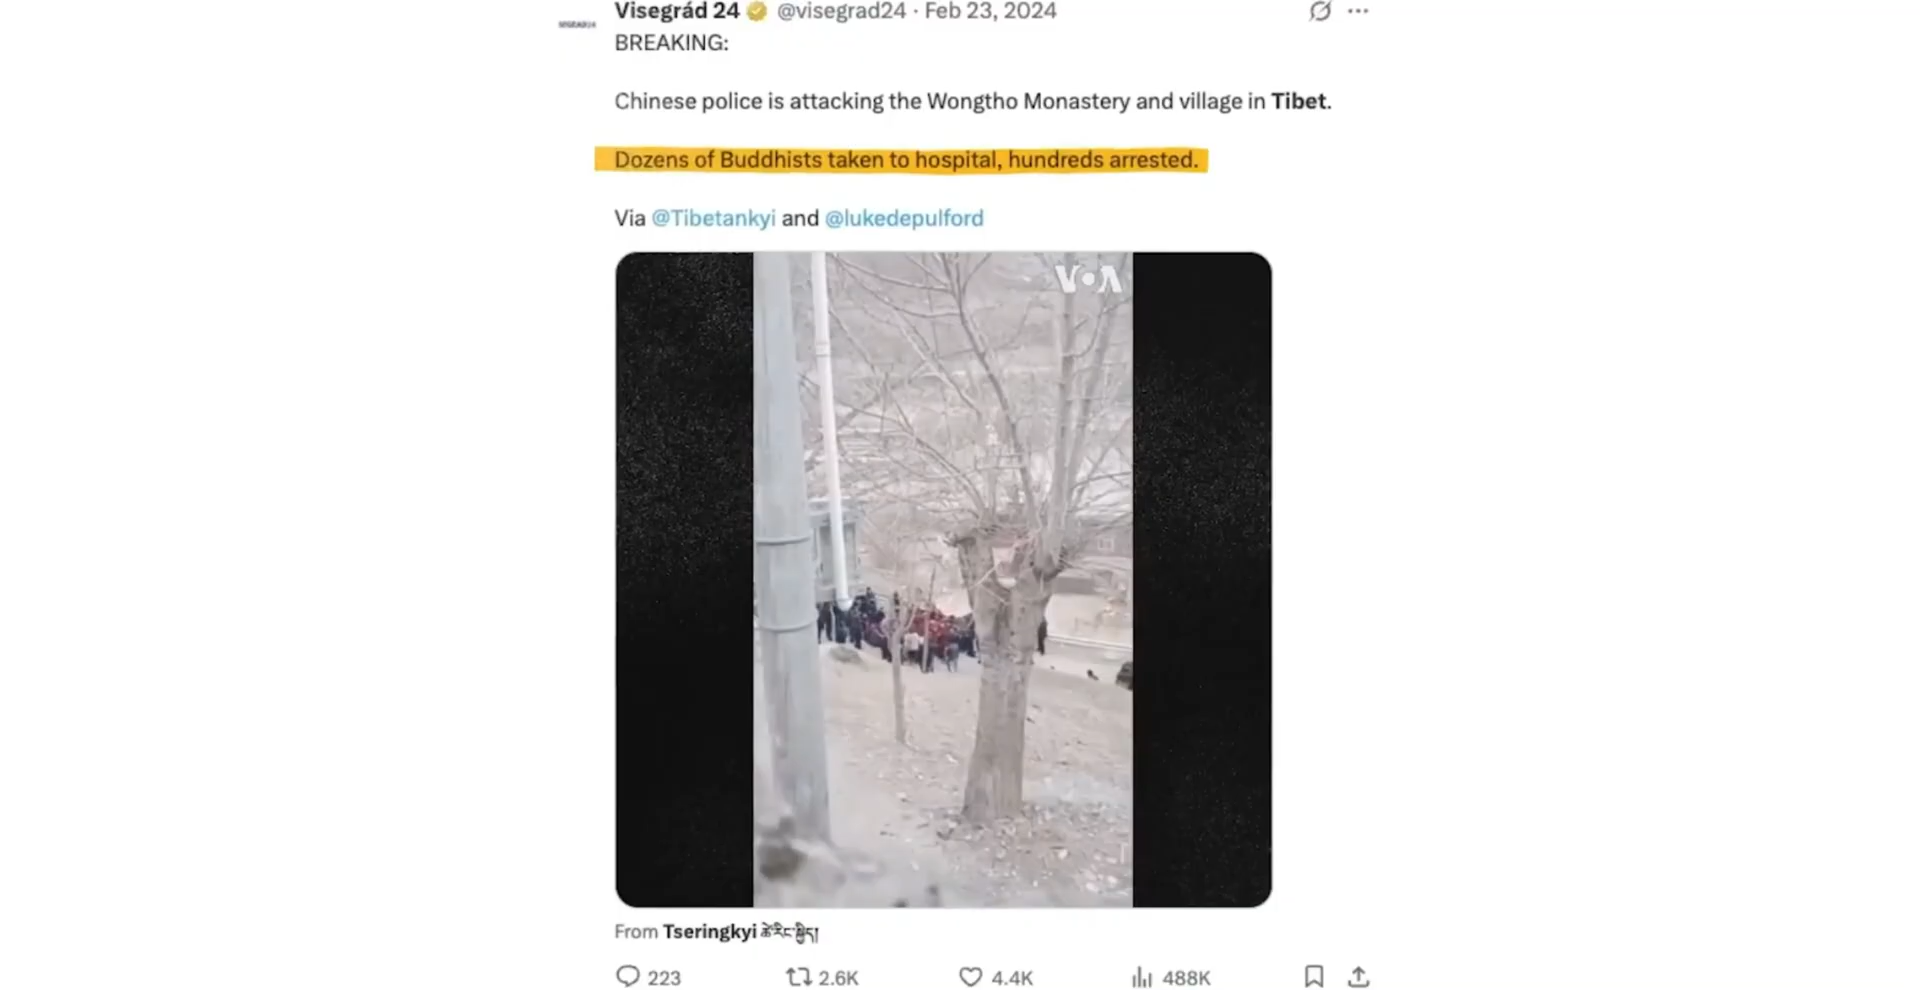 Visegrád 24 @visegrad24 · Feb 23, 2024
BREAKING:
Chinese police is attacking the Wongtho Monastery and village in Tibet.
Dozens of Buddhists taken to hospital, hundreds arrested.
Via @Tibetankyi and @lukedepulford
VOA
From Tseringkyi ཚེ་རིང་སྐྱིད།
223 2.6K 4.4K 488K